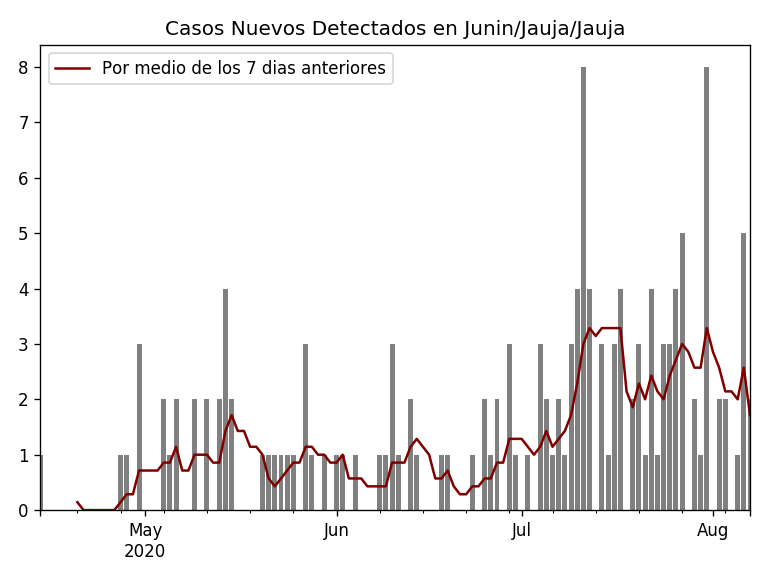 Casos Nuevos Detectados en Junin/Jauja/Jauja
Por medio de los 7 dias anteriores
8
7
6
5
4
3
2
1
0
May
2020
Jun
Jul
Aug